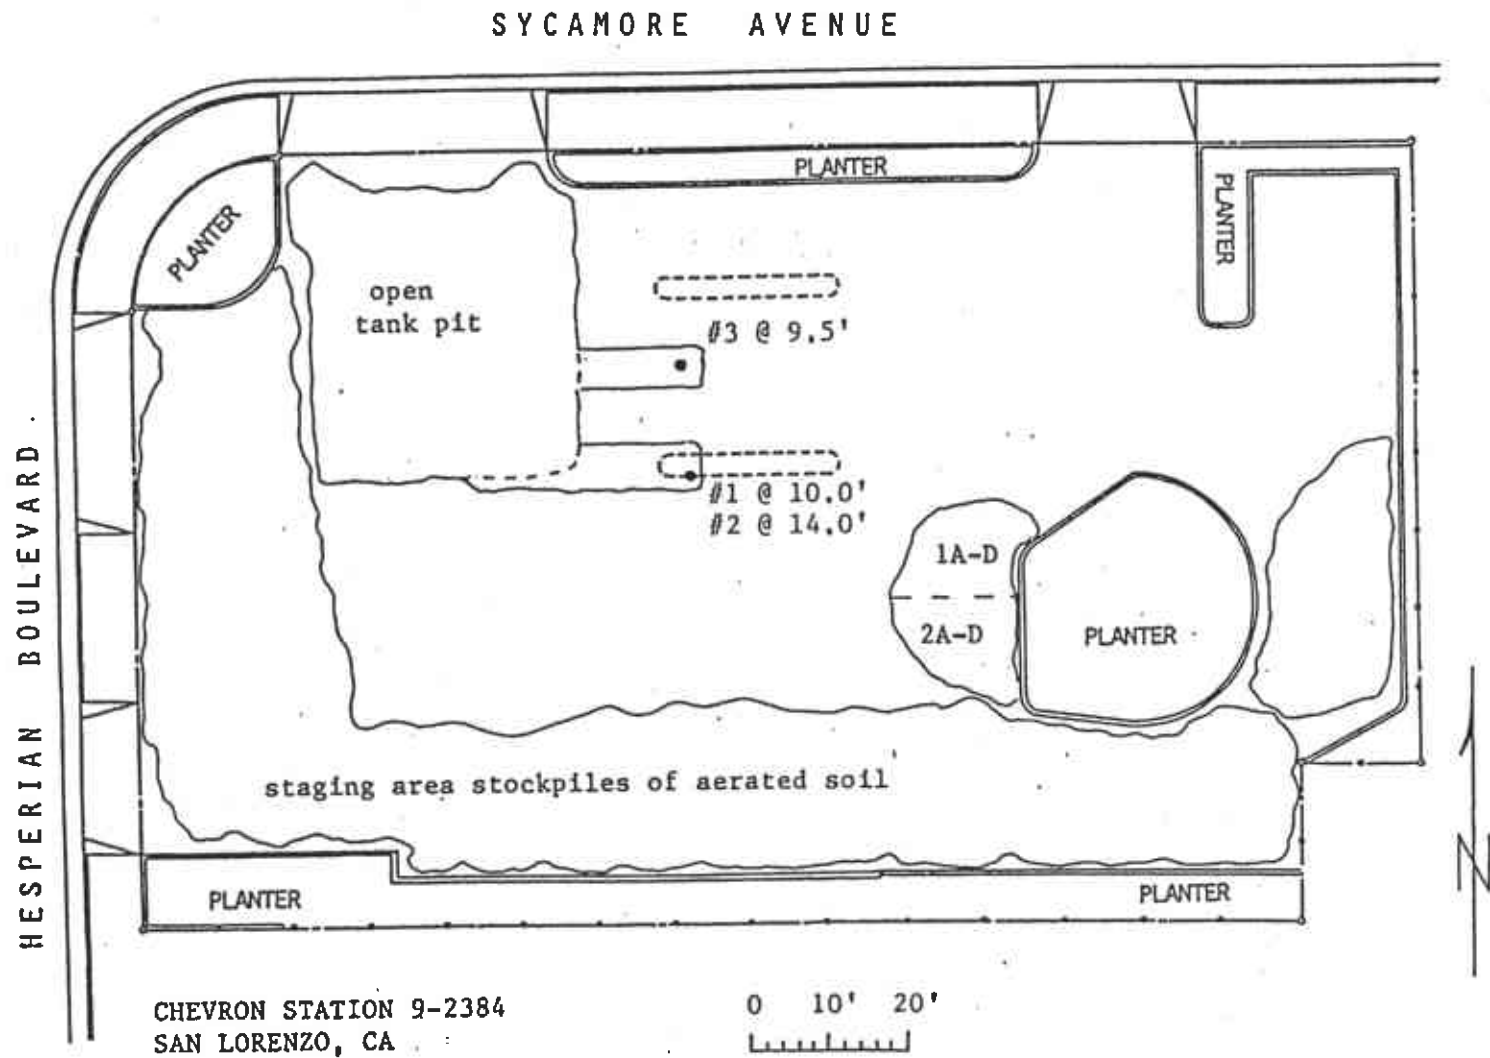 SYCAMORE AVENUE
PLANTER
PLANTER
PLANTER
open
tank pit
#3 @ 9.5'
#1 @ 10.0'
#2 @ 14.0'
1A-D
2A-D
PLANTER
HESPERIAN BOULEVARD
staging area stockpiles of aerated soil
PLANTER
PLANTER
N
CHEVRON STATION 9-2384
SAN LORENZO, CA
0 10' 20'